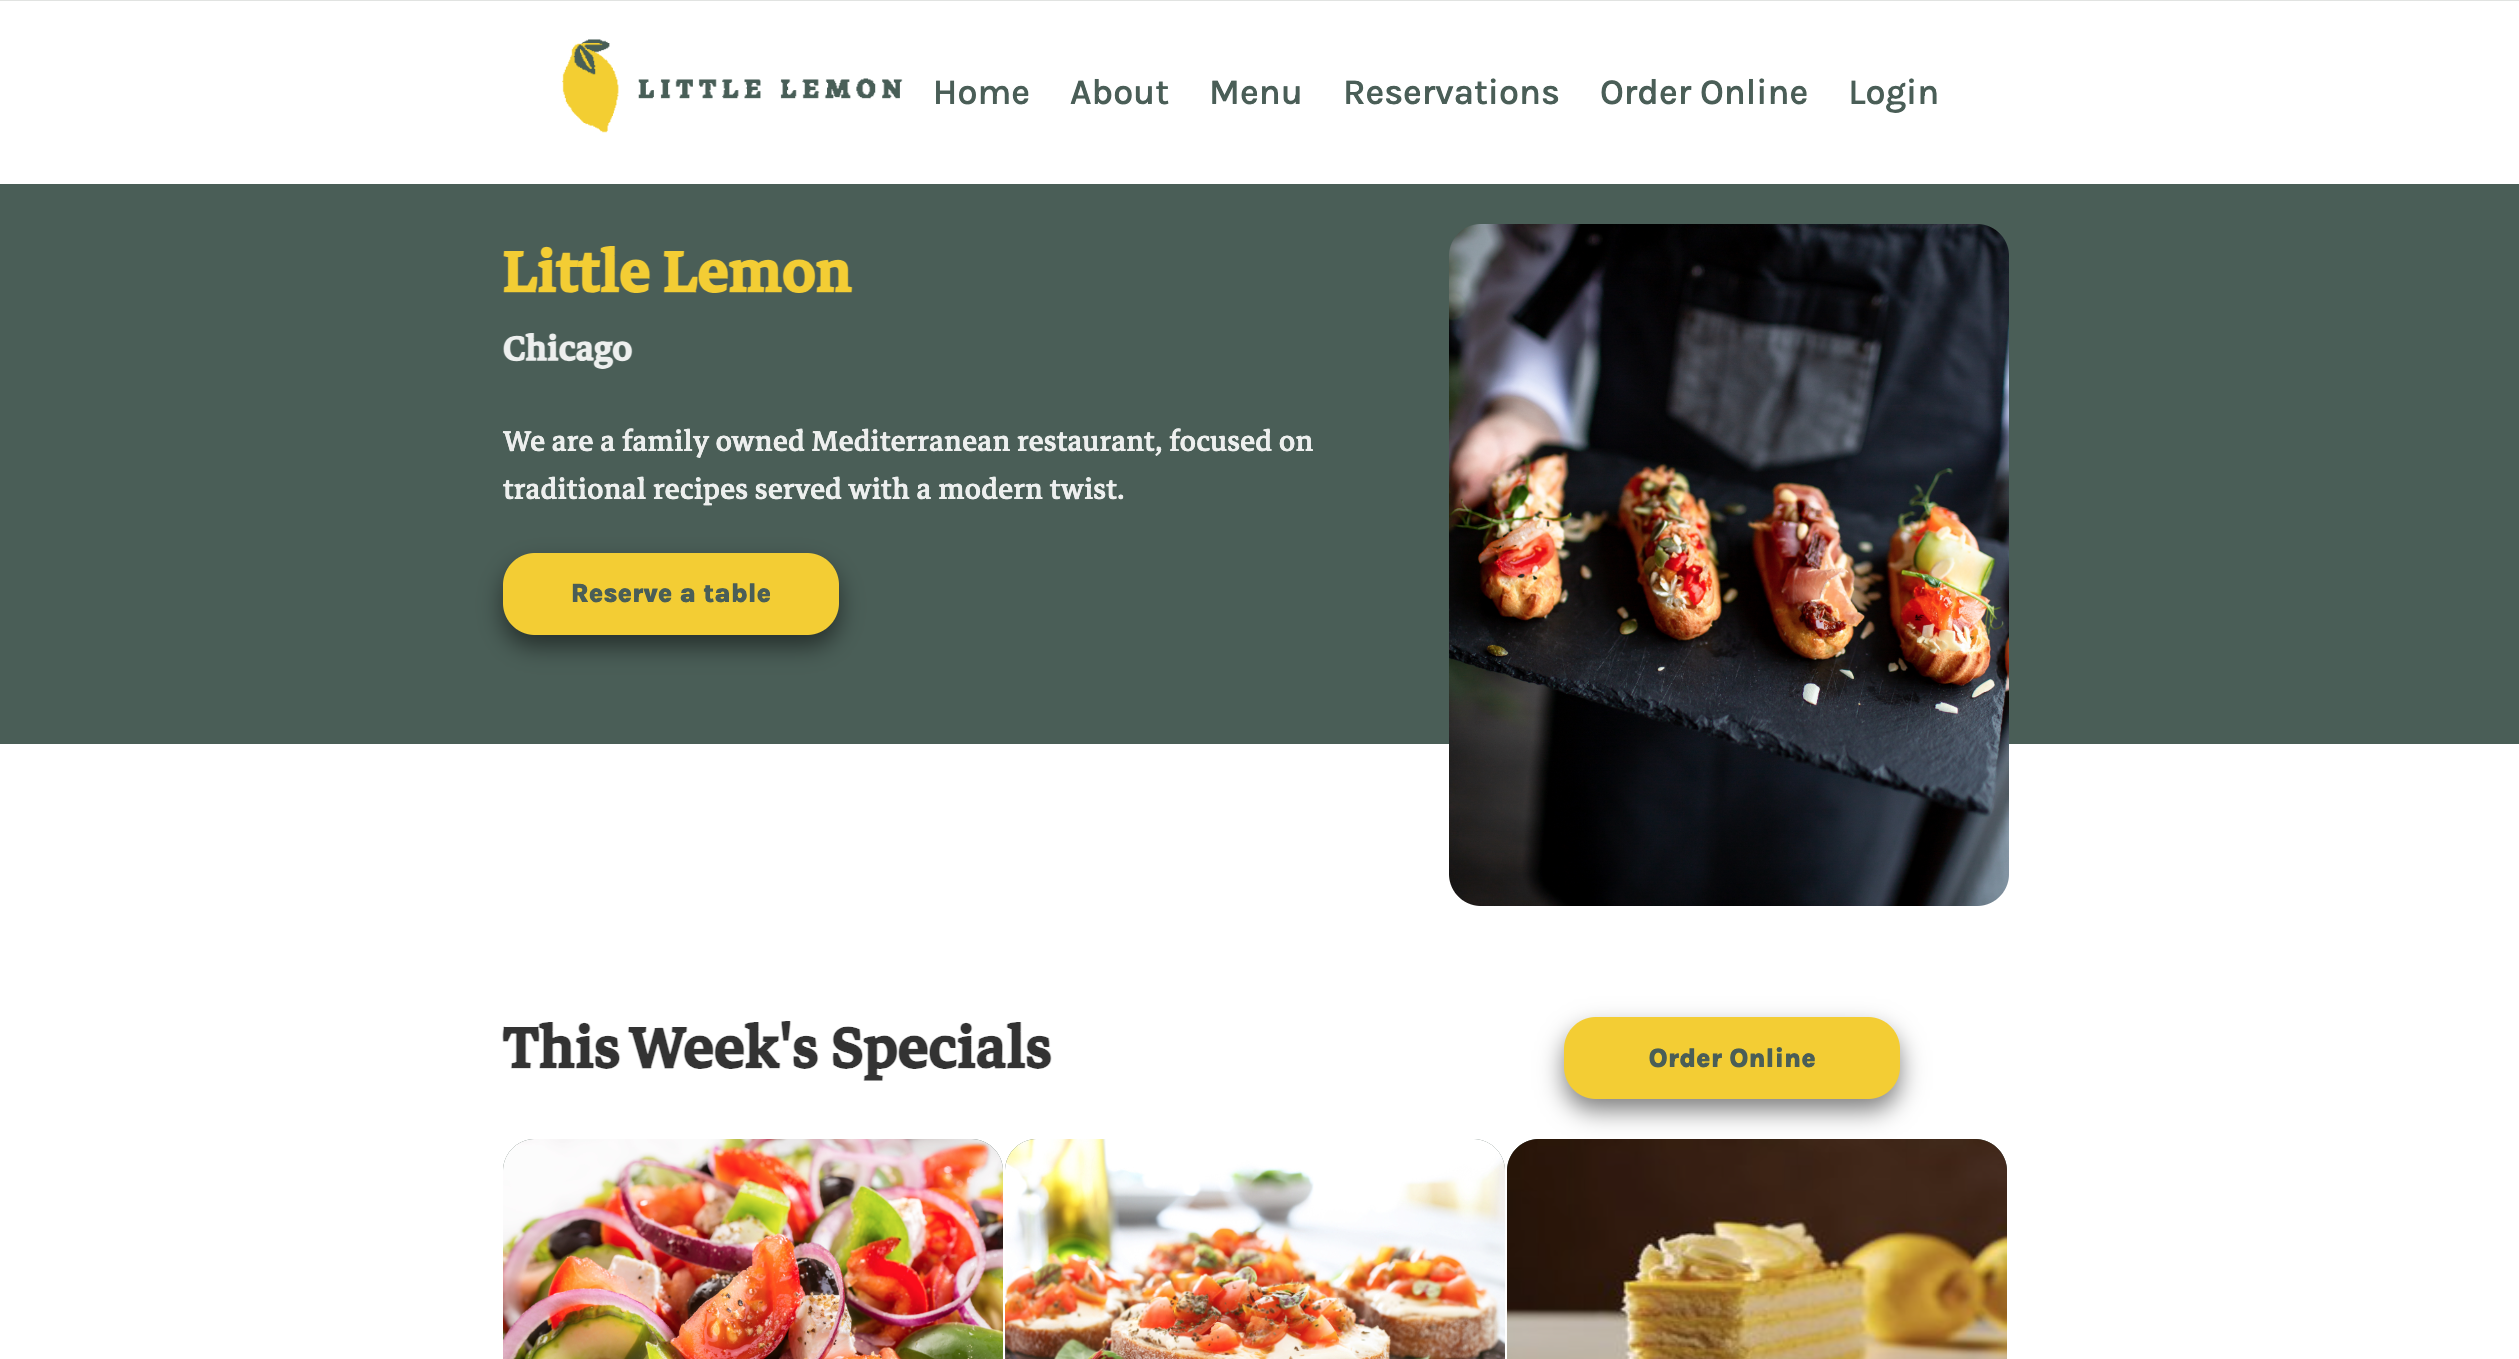 LITTLE LEMON
Home About Menu Reservations Order Online Login
Little Lemon
Chicago
We are a family owned Mediterranean restaurant, focused on
traditional recipes served with a modern twist.
Reserve a table
This Week's Specials
Order Online